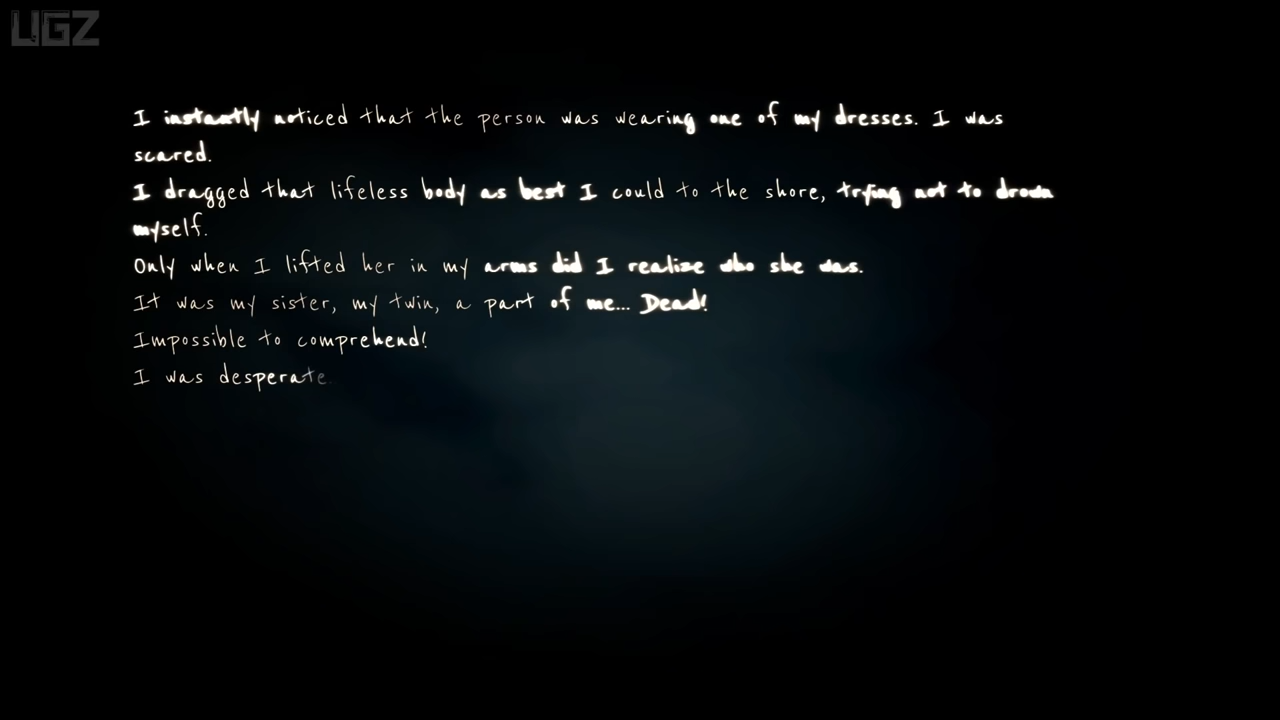 UGZ
I instantly noticed that the person was wearing one of my dresses. I was
scared.
I dragged that lifeless body as best I could to the shore, trying not to drown
myself.
Only when I lifted her in my arms did I realize who she was.
It was my sister, my twin, a part of me... Dead!
Impossible to comprehend!
I was desperate.